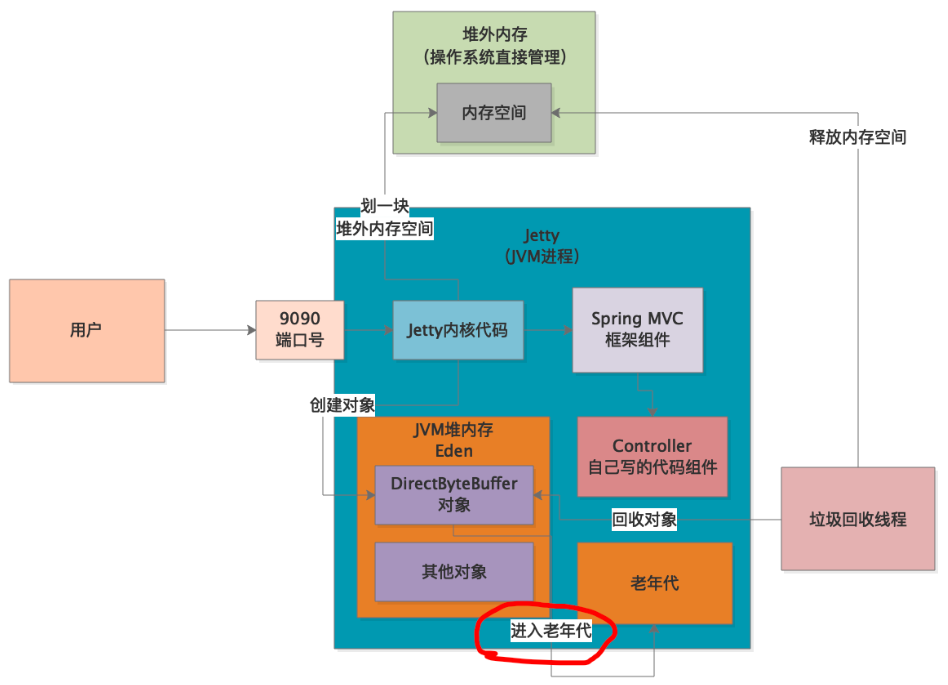 堆外内存
（操作系统直接管理）
内存空间
释放内存空间
划一块
堆外内存空间
Jetty
（JVM进程）
用户
9090
端口号
Jetty内核代码
Spring MVC
框架组件
创建对象
JVM堆内存
Eden
DirectByteBuffer
对象
Controller
自己写的代码组件
回收对象
垃圾回收线程
其他对象
老年代
进入老年代